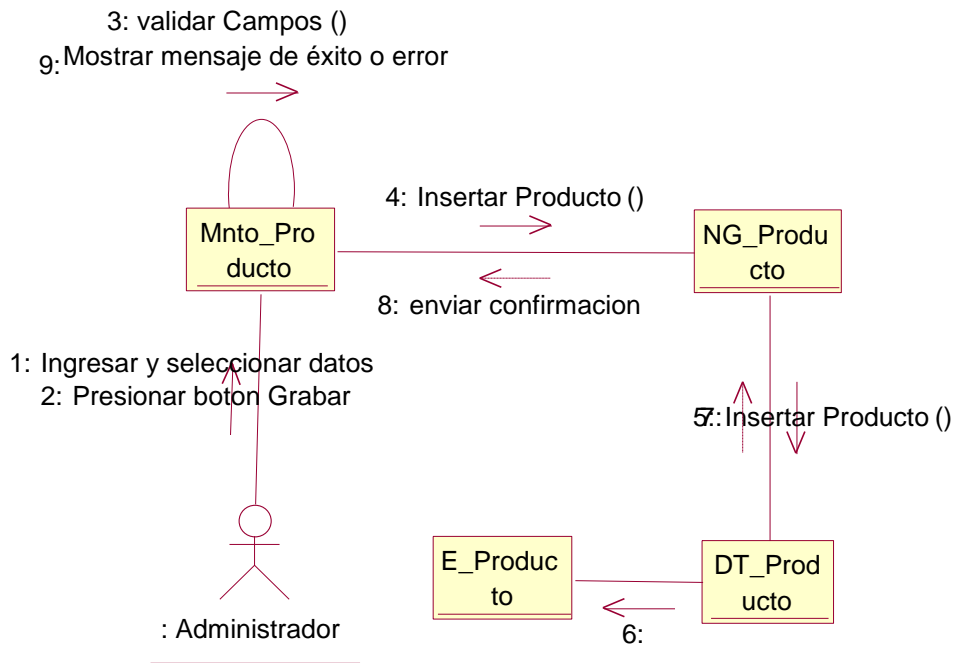 3: validar Campos ()
9: Mostrar mensaje de éxito o error
4: Insertar Producto ()
Mnto_Pro
ducto
NG_Produ
cto
8: enviar confirmacion
1: Ingresar y seleccionar datos
2: Presionar boton Grabar
5: 7: Insertar Producto ()
E_Produc
to
DT_Prod
ucto
6:
: Administrador